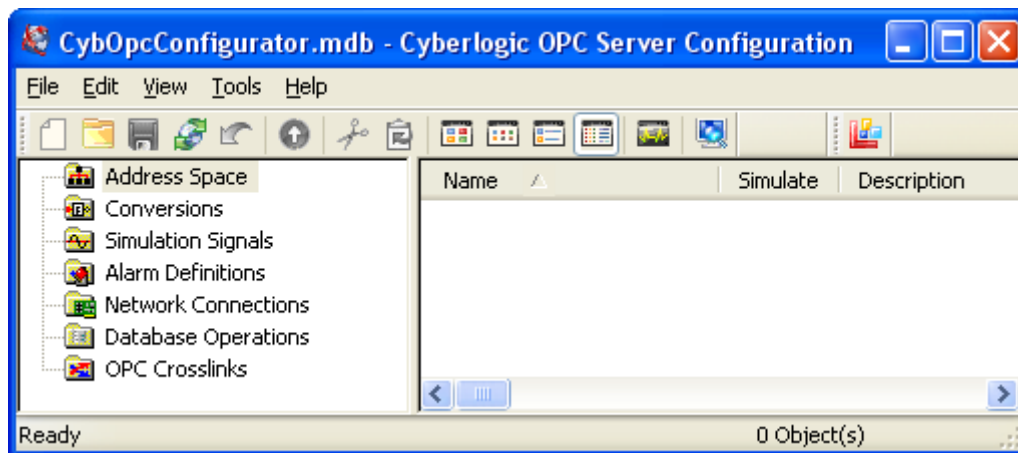 CybOpcConfigurator.mdb - Cyberlogic OPC Server Configuration
File Edit View Tools Help
Address Space
Conversions
Simulation Signals
Alarm Definitions
Network Connections
Database Operations
OPC Crosslinks
Name Simulate Description
Ready 0 Object(s)